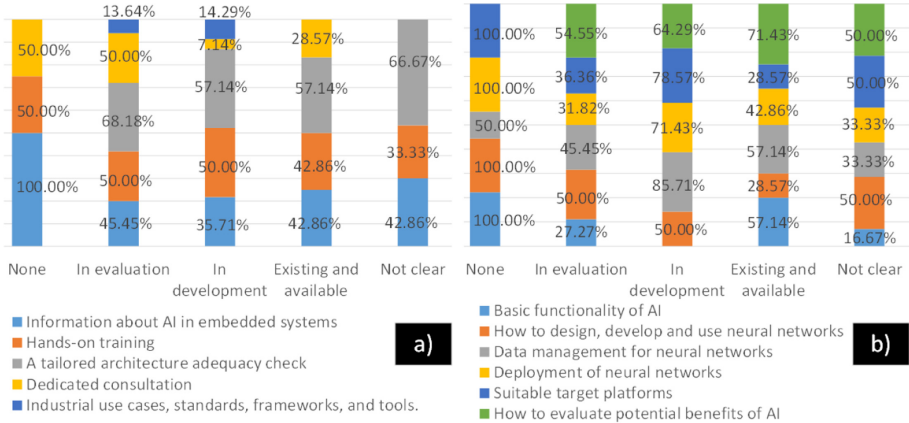 13.64%
14.29%
50.00%
50.00%
7.14%
28.57%
66.67%
50.00%
68.18%
57.14%
57.14%
100.00%
50.00%
50.00%
42.86%
33.33%
45.45%
35.71%
42.86%
42.86%
None
In evaluation
In development
Existing and available
Not clear
Information about AI in embedded systems
Hands-on training
A tailored architecture adequacy check
Dedicated consultation
Industrial use cases, standards, frameworks, and tools.
a)
100.00%
54.55%
64.29%
71.43%
50.00%
100.00%
36.36%
78.57%
28.57%
50.00%
50.00%
31.82%
71.43%
42.86%
33.33%
100.00%
45.45%
85.71%
57.14%
33.33%
100.00%
50.00%
50.00%
28.57%
50.00%
27.27%
57.14%
16.67%
None
In evaluation
In development
Existing and available
Not clear
Basic functionality of AI
How to design, develop and use neural networks
Data management for neural networks
Deployment of neural networks
Suitable target platforms
How to evaluate potential benefits of AI
b)